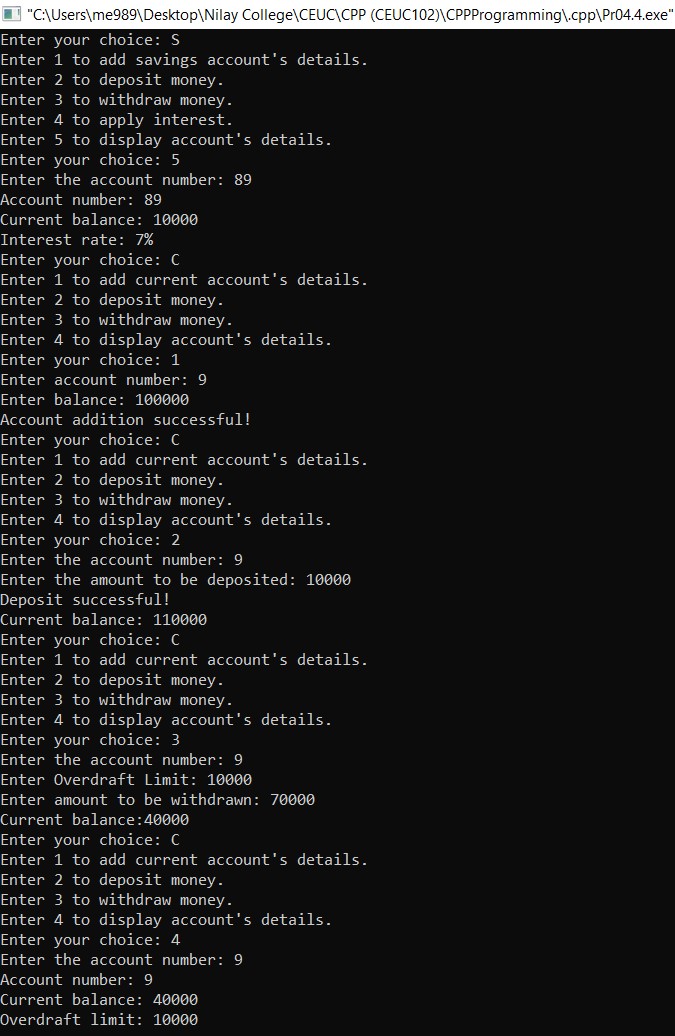 "C:\Users\me989\Desktop\Nilay College\CEUC\CPP (CEUC102)\CPPProgramming\.cpp\Pr04.4.exe"
Enter your choice: S
Enter 1 to add savings account's details.
Enter 2 to deposit money.
Enter 3 to withdraw money.
Enter 4 to apply interest.
Enter 5 to display account's details.
Enter your choice: 5
Enter the account number: 89
Account number: 89
Current balance: 10000
Interest rate: 7%
Enter your choice: C
Enter 1 to add current account's details.
Enter 2 to deposit money.
Enter 3 to withdraw money.
Enter 4 to display account's details.
Enter your choice: 1
Enter account number: 9
Enter balance: 100000
Account addition successful!
Enter your choice: C
Enter 1 to add current account's details.
Enter 2 to deposit money.
Enter 3 to withdraw money.
Enter 4 to display account's details.
Enter your choice: 2
Enter the account number: 9
Enter the amount to be deposited: 10000
Deposit successful!
Current balance: 110000
Enter your choice: C
Enter 1 to add current account's details.
Enter 2 to deposit money.
Enter 3 to withdraw money.
Enter 4 to display account's details.
Enter your choice: 3
Enter the account number: 9
Enter Overdraft Limit: 10000
Enter amount to be withdrawn: 70000
Current balance:40000
Enter your choice: C
Enter 1 to add current account's details.
Enter 2 to deposit money.
Enter 3 to withdraw money.
Enter 4 to display account's details.
Enter your choice: 4
Enter the account number: 9
Account number: 9
Current balance: 40000
Overdraft limit: 10000